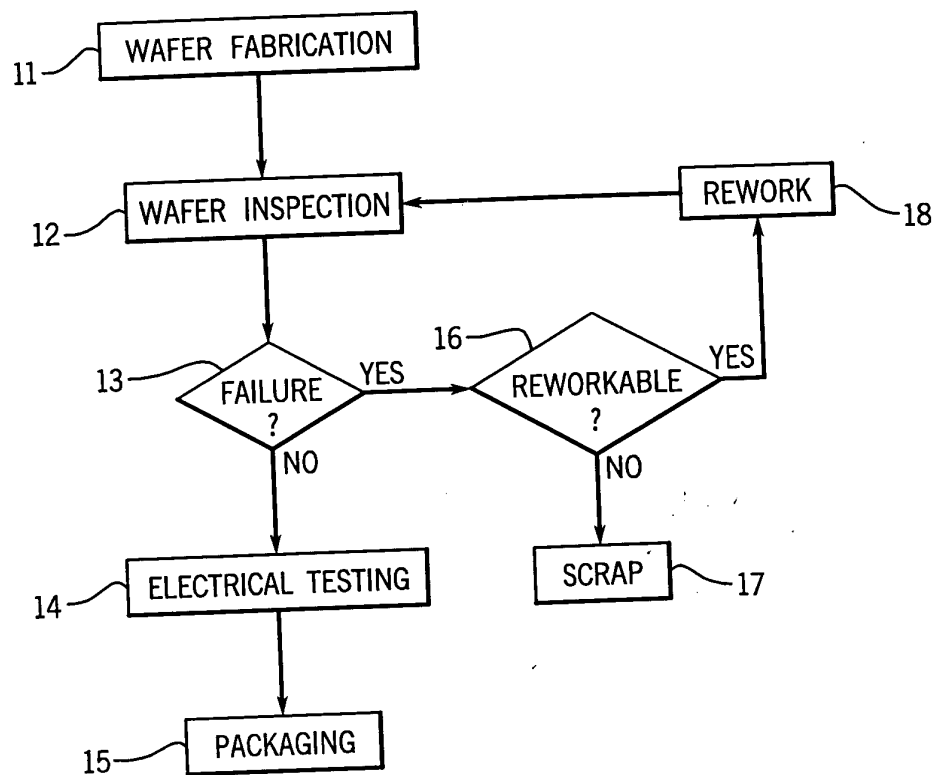 WAFER FABRICATION
11
WAFER INSPECTION
12
REWORK
18
FAILURE
?
13
YES
REWORKABLE
?
16
YES
NO
NO
ELECTRICAL TESTING
14
SCRAP
17
PACKAGING
15